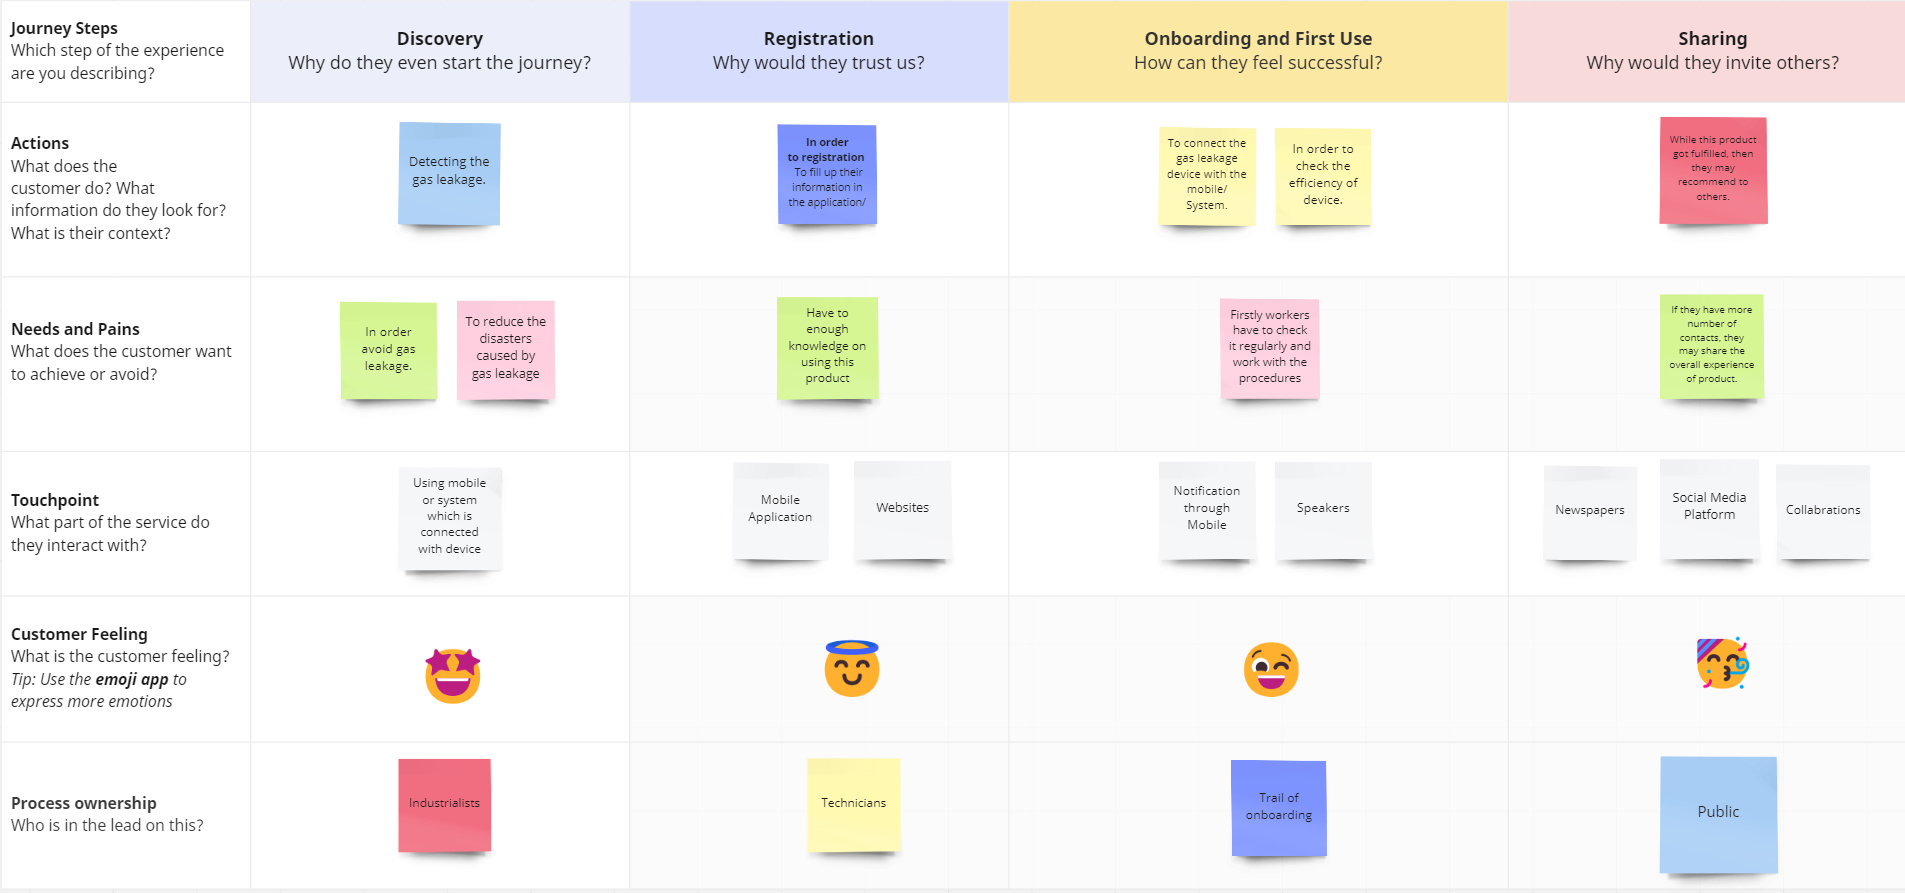 Journey Steps
Which step of the experience
are you describing?
Discovery
Why do they even start the journey?
Registration
Why would they trust us?
Onboarding and First Use
How can they feel successful?
Sharing
Why would they invite others?
Actions
What does the
customer do? What
information do they look for?
What is their context?
Detecting the
gas leakage.
In order
to registration
To fill up their
information in
the application/
To connect the
gas leakage
device with the
mobile/
System.
In order to
check the
efficiency of
device.
While this product
got fulfilled, then
they may
recommend to
others.
Needs and Pains
What does the customer want
to achieve or avoid?
In order
avoid gas
leakage.
To reduce the
disasters
caused by
gas leakage
Have to
enough
knowledge on
using this
product
Firstly workers
have to check
it regularly and
work with the
procedures
If they have more
number of
contacts, they
may share the
overall experience
of product.
Touchpoint
What part of the service do
they interact with?
Using mobile
or system
which is
connected
with device
Mobile
Application
Websites
Notification
through
Mobile
Speakers
Newspapers
Social Media
Platform
Collabrations
Customer Feeling
What is the customer feeling?
Tip: Use the emoji app to
express more emotions
Process ownership
Who is in the lead on this?
Industrialists
Technicians
Trail of
onboarding
Public